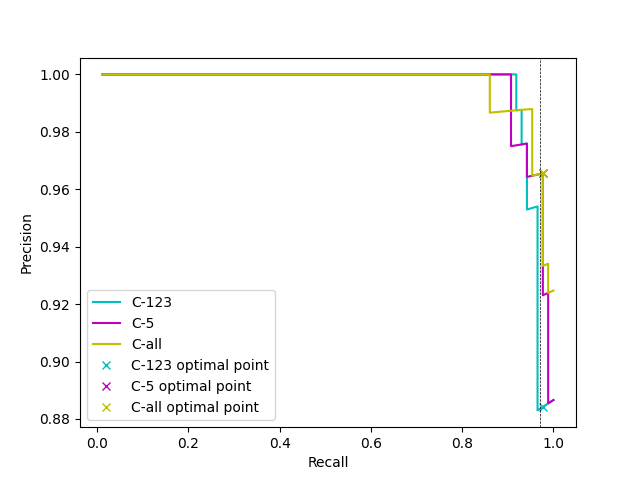 1.00
0.98
0.96
0.94
0.92
0.90
0.88
Precision
C-123
C-5
C-all
C-123 optimal point
C-5 optimal point
C-all optimal point
0.0 0.2 0.4 0.6 0.8 1.0
Recall